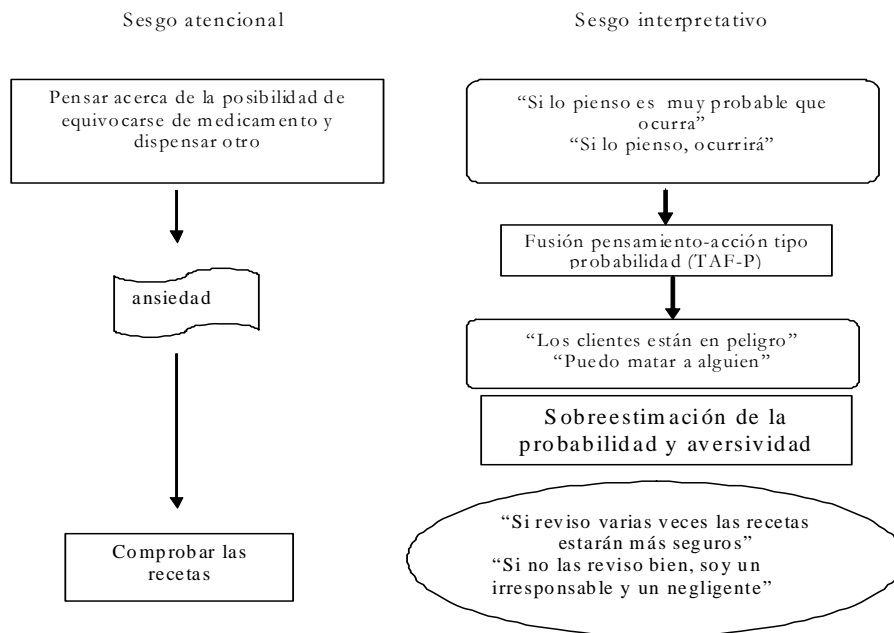 Sesgo atencional
Sesgo interpretativo
Pensar acerca de la posibilidad de
equivocarse de medicamento y
dispensar otro
“Si lo pienso es muy probable que
ocurra”
“Si lo pienso, ocurrirá”
Fusión pensamiento-acción tipo
probabilidad (TAF-P)
ansiedad
“Los clientes están en peligro”
“Puedo matar a alguien”
Sobreestimación de la
probabilidad y aversividad
Comprobar las
recetas
“Si reviso varias veces las recetas
estarán más seguros”
“Si no las reviso bien, soy un
irresponsable y un negligente”